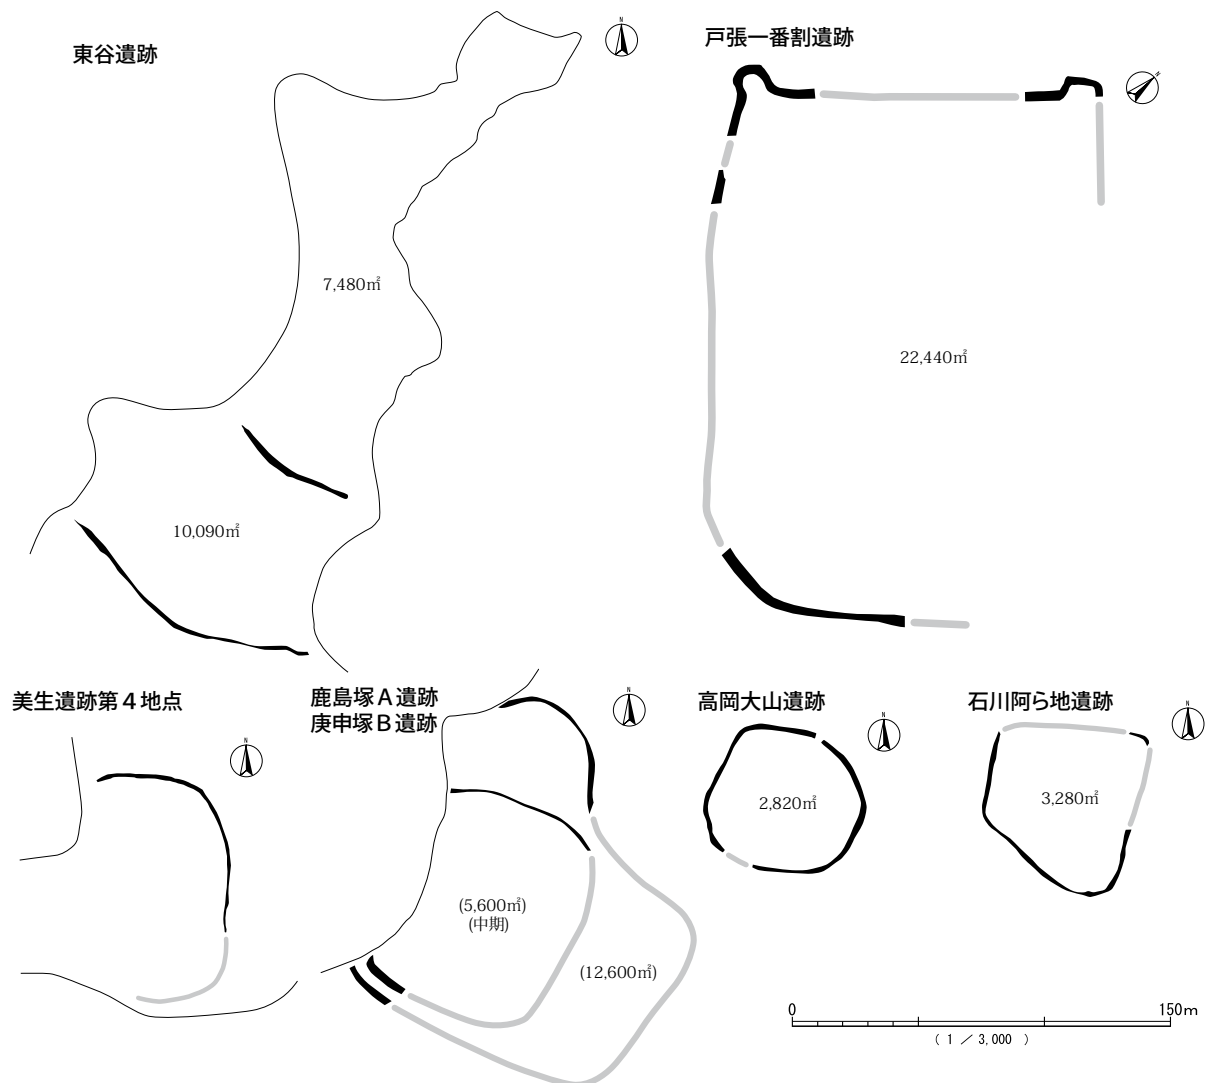 東谷遺跡
N
7,480㎡
10,090㎡
戸張一番割遺跡
N
22,440㎡
美生遺跡第4地点
N
鹿島塚A遺跡
庚申塚B遺跡
N
(5,600㎡)
(中期)
(12,600㎡)
高岡大山遺跡
N
2,820㎡
石川阿ら地遺跡
N
3,280㎡
0 150m
( 1 / 3,000 )